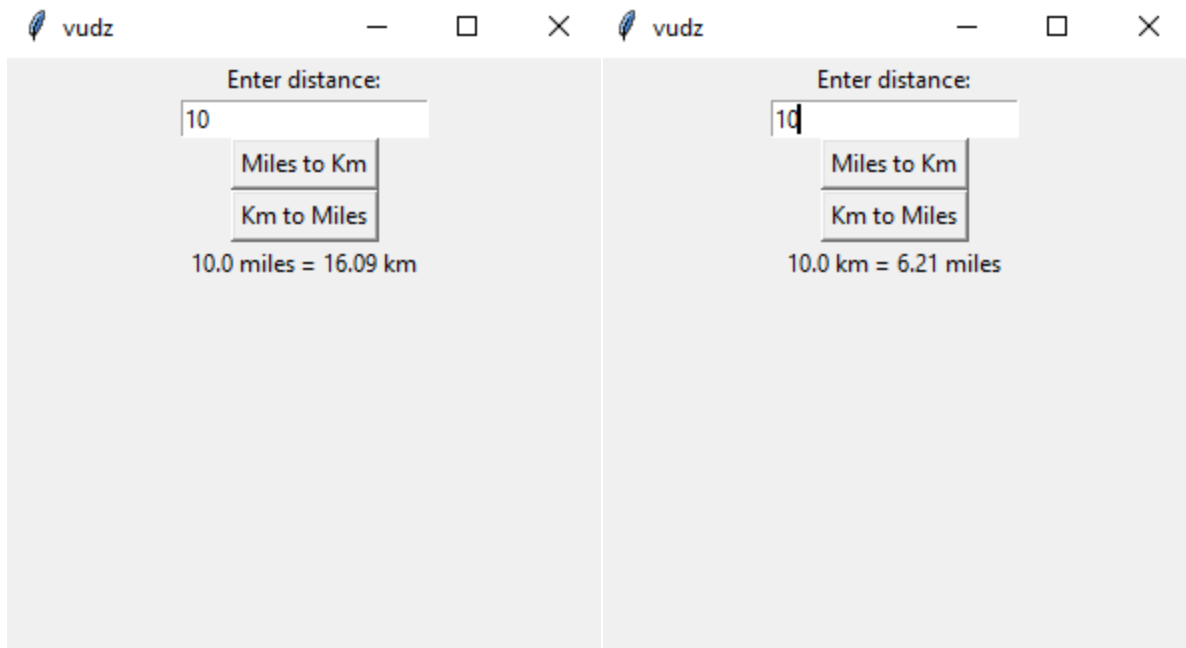 vudz
Enter distance:
10
Miles to Km
Km to Miles
10.0 miles = 16.09 km
vudz
Enter distance:
10
Miles to Km
Km to Miles
10.0 km = 6.21 miles